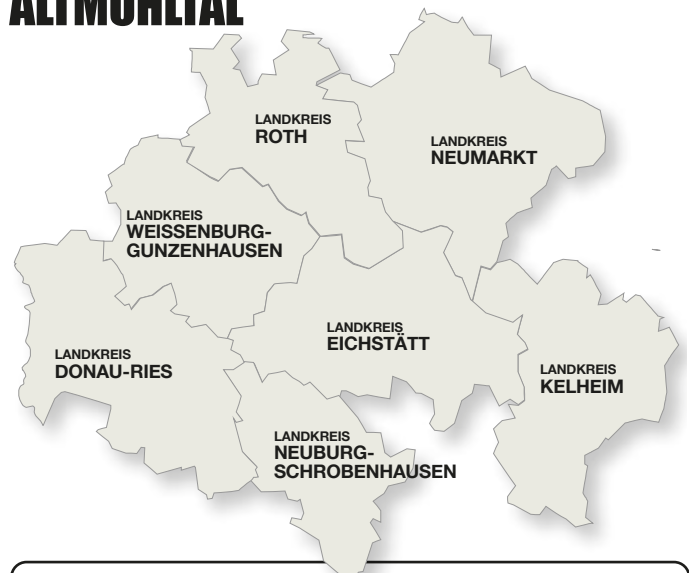 ALTMÜHLTAL
LANDKREIS
ROTH
LANDKREIS
NEUMARKT
LANDKREIS
WEISSENBURG-
GUNZENHAUSEN
LANDKREIS
EICHSTÄTT
LANDKREIS
DONAU-RIES
LANDKREIS
KELHEIM
LANDKREIS
NEUBURG-
SCHROBENHAUSEN